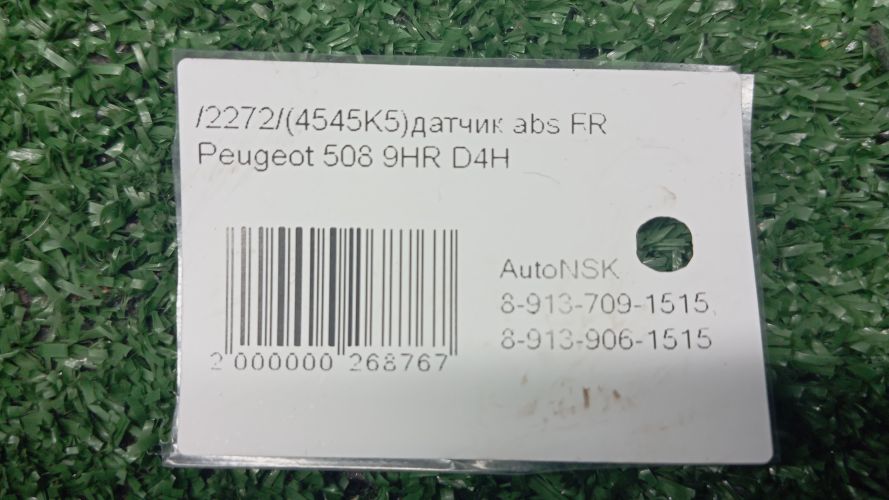 /2272/(4545K5)датчик abs FR
Peugeot 508 9HR D4H
AutoNSK
8-913-709-1515,
8-913-906-1515
2 000000 268767